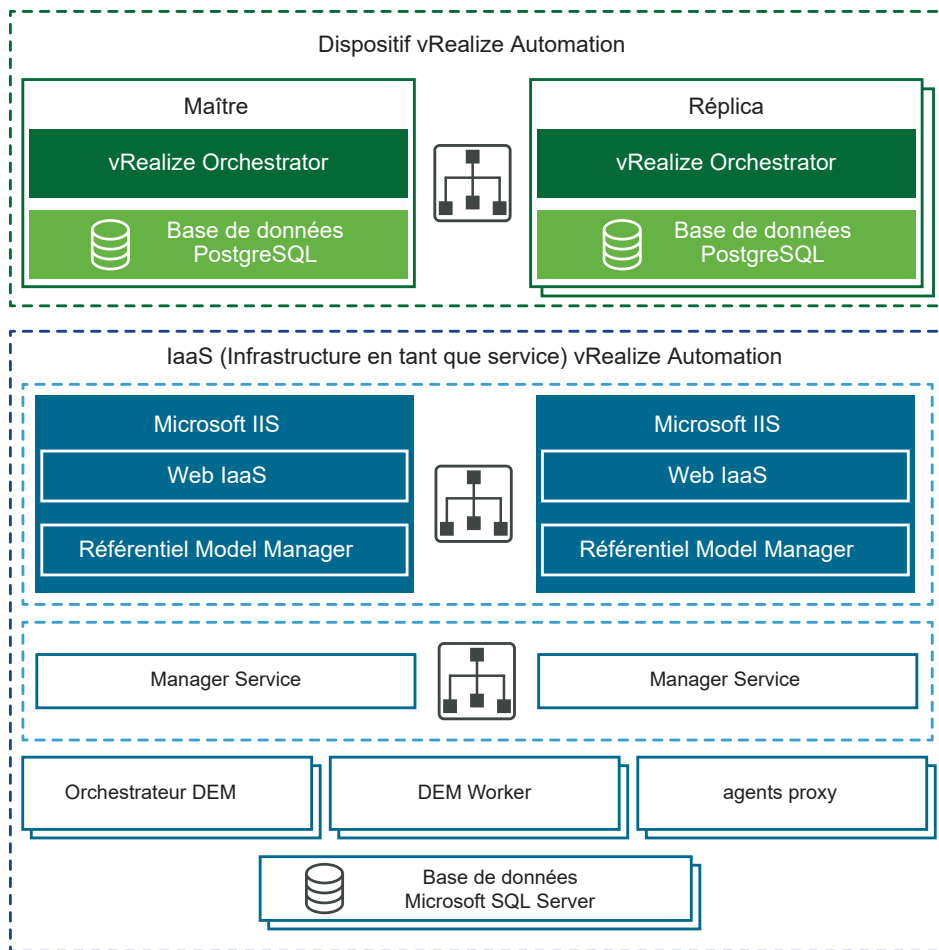 Dispositif vRealize Automation
Maître
Réplica
vRealize Orchestrator
vRealize Orchestrator
Base de données
PostgreSQL
Base de données
PostgreSQL
IaaS (Infrastructure en tant que service) vRealize Automation
Microsoft IIS
Microsoft IIS
Web IaaS
Web IaaS
Référentiel Model Manager
Référentiel Model Manager
Manager Service
Manager Service
Orchestrateur DEM
DEM Worker
agents proxy
Base de données
Microsoft SQL Server